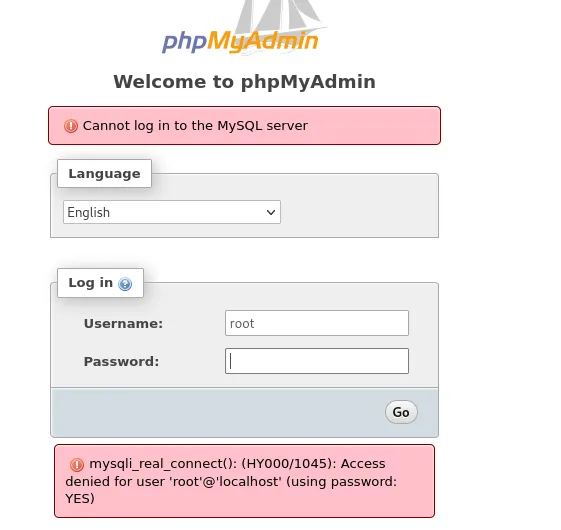 phpMyAdmin
Welcome to phpMyAdmin
Cannot log in to the MySQL server
Language
English
Log in
Username:
root
Password:
Go
mysqli_real_connect(): (HY000/1045): Access
denied for user 'root'@'localhost' (using password:
YES)